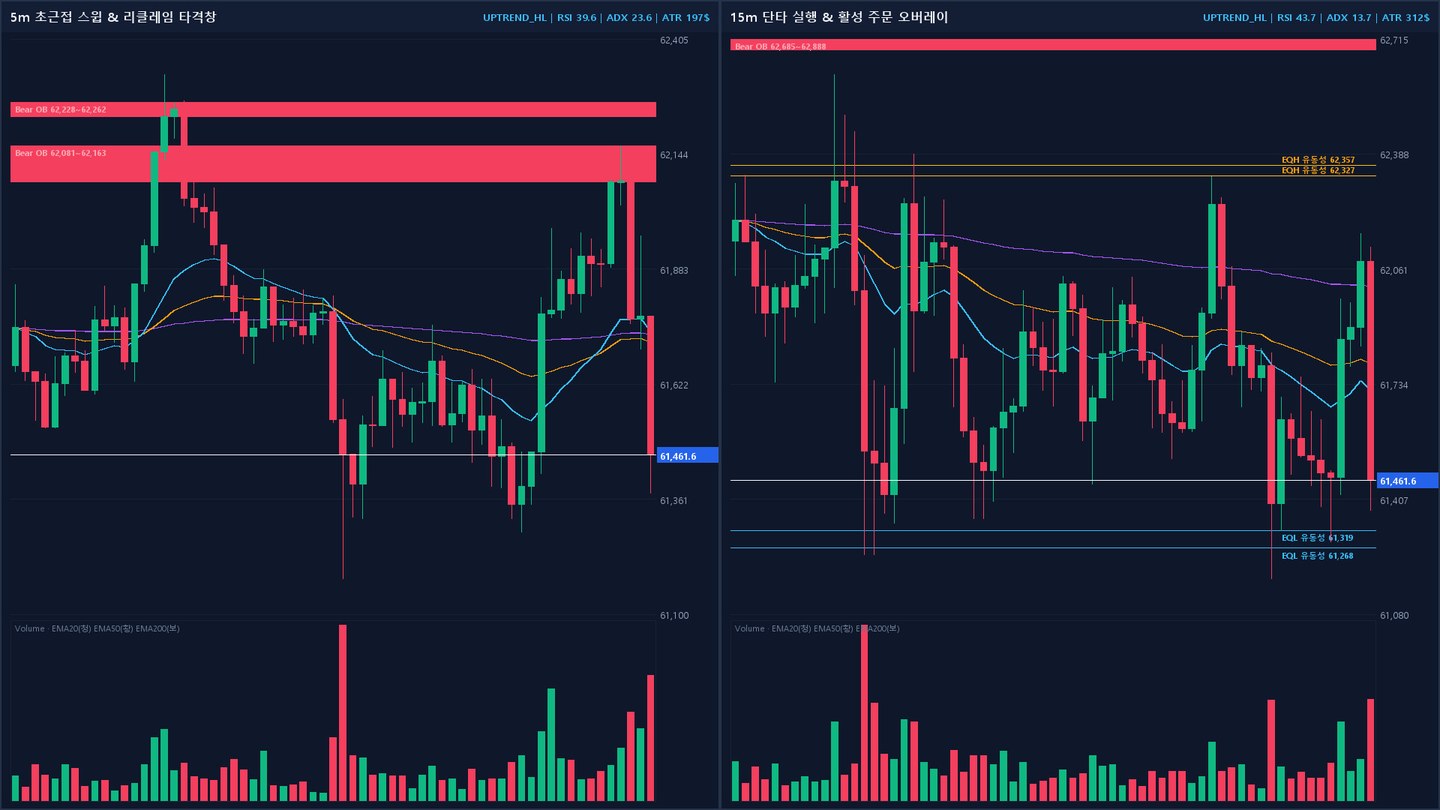 5m 초근접 스윕 & 리클레임 타격창
UPTREND_HL | RSI 39.6 | ADX 23.6 | ATR 197$
62,405
Bear OB 62,228~62,262
Bear OB 62,081~62,163
62,144
61,883
61,622
61,461.6
61,361
61,100
Volume · EMA20(청) EMA50(황) EMA200(보)
15m 단타 실행 & 활성 주문 오버레이
UPTREND_HL | RSI 43.7 | ADX 13.7 | ATR 312$
62,715
Bear OB 62,685~62,888
62,388
EQH 유동성 62,357
EQH 유동성 62,327
62,061
61,734
61,461.6
61,407
EQL 유동성 61,319
EQL 유동성 61,268
61,080
Volume · EMA20(청) EMA50(황) EMA200(보)